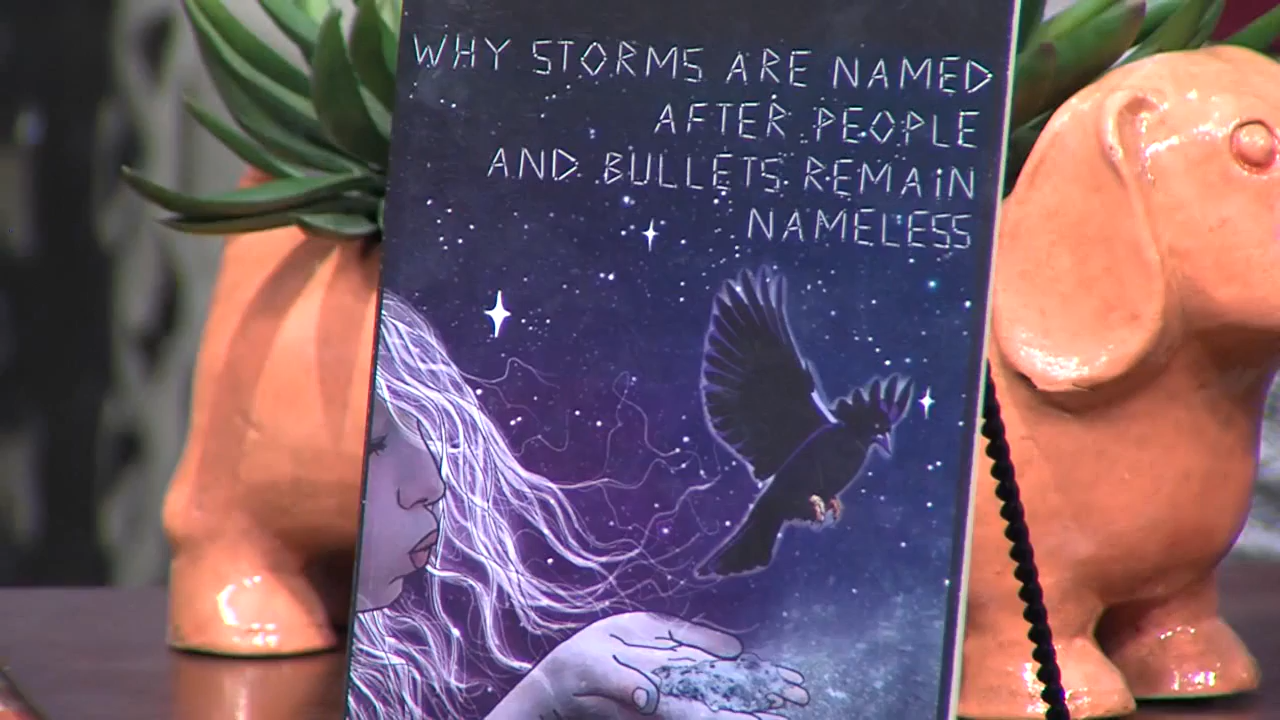 WHY STORMS ARE NAMED
AFTER PEOPLE
AND BULLETS REMAiN
NAMELESS